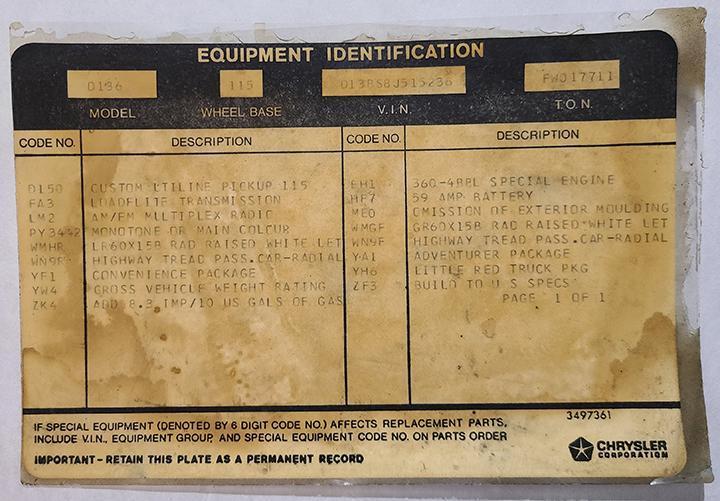 EQUIPMENT IDENTIFICATION
D136 115 D13BS8J515236 FW017711
MODEL WHEEL BASE V.I.N. T.O.N.
CODE NO. DESCRIPTION CODE NO. DESCRIPTION
D150 CUSTOM UTILINE PICKUP 115 EH1 360-4BBL SPECIAL ENGINE
EA3 LOADFLITE TRANSMISSION HF7 59 AMP BATTERY
LM2 AM/FM MULTIPLEX RADIO ME0 OMISSION OF EXTERIOR MOULDING
PY3442 MONOTONE OR MAIN COLOUR WMGF GR60X15B RAD RAISED WHITE LET
WMHR LR60X15B RAD RAISED WHITE LET WN9F HIGHWAY TREAD PASS.CAR-RADIAL
WN9R HIGHWAY TREAD PASS.CAR-RADIAL YA1 ADVENTURER PACKAGE
YF1 CONVENIENCE PACKAGE YH6 LITTLE RED TRUCK PKG
YW4 GROSS VEHICLE WEIGHT RATING ZF3 BUILD TO U S SPECS
ZK4 ADD 8.3 IMP/10 US GALS OF GAS PAGE 1 OF 1
IF SPECIAL EQUIPMENT (DENOTED BY 6 DIGIT CODE NO.) AFFECTS REPLACEMENT PARTS, 3497361
INCLUDE V.I.N., EQUIPMENT GROUP, AND SPECIAL EQUIPMENT CODE NO. ON PARTS ORDER
IMPORTANT - RETAIN THIS PLATE AS A PERMANENT RECORD
CHRYSLER
CORPORATION